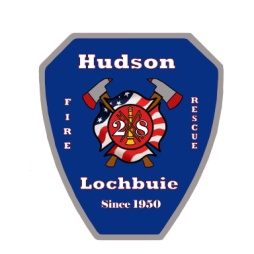 Hudson
FIRE
28
RESCUE
Lochbuie
Since 1950